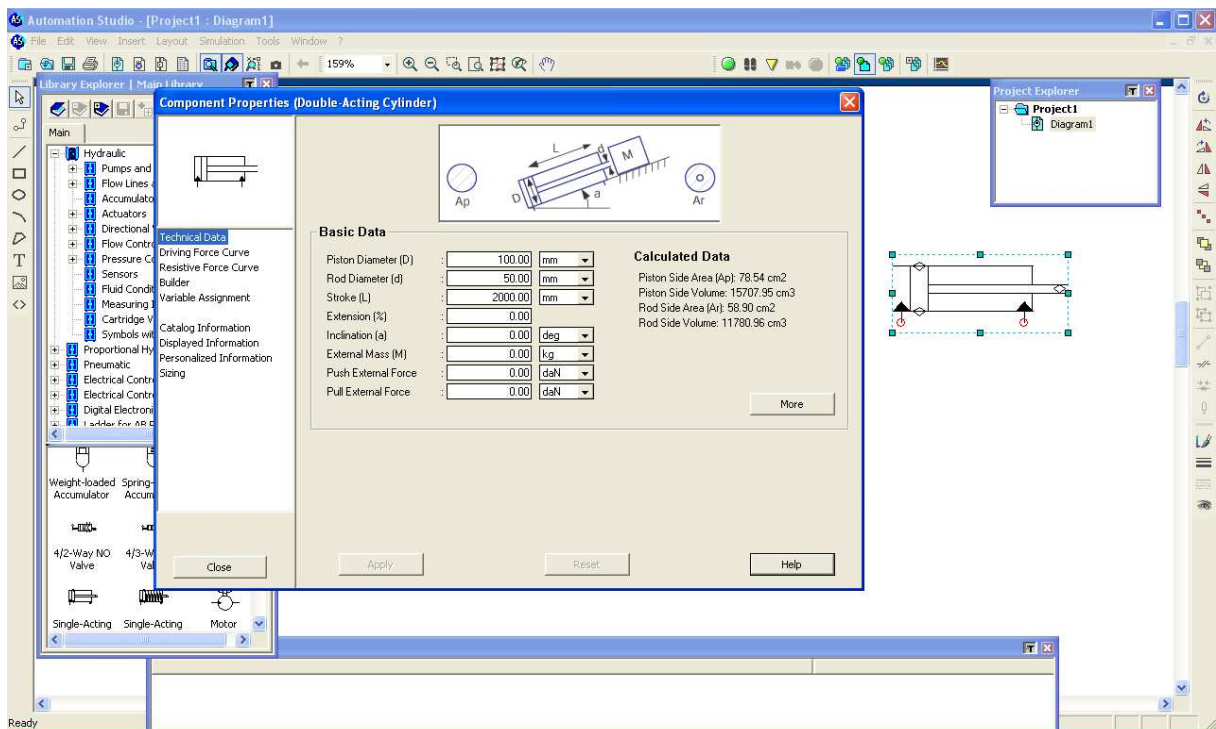 Automation Studio - [Project1 : Diagram1]
File Edit View Insert Layout Simulation Tools Window ?
159%
Library Explorer | Main Library
Main
Hydraulic
Pumps and
Flow Lines
Actuators
Directional
Flow Contro
Pressure Co
Sensors
Fluid Condit
Measuring
Cartridge V
Symbols wit
Proportional Hy
Pneumatic
Electrical Contr
Electrical Contr
Digital Electroni
Weight-loaded Spring-
Accumulator Accum
4/2-Way NO 4/3-W
Valve Val
Single-Acting Single-Acting Motor
Component Properties (Double-Acting Cylinder)
Technical Data
Driving Force Curve
Resistive Force Curve
Builder
Variable Assignment
Catalog Information
Displayed Information
Personalized Information
Sizing
Close
Ap
D
L
d
M
a
Ar
Basic Data
Piston Diameter (D) : 100.00 mm
Rod Diameter (d) : 50.00 mm
Stroke (L) : 2000.00 mm
Extension (%) : 0.00
Inclination (a) : 0.00 deg
External Mass (M) : 0.00 kg
Push External Force : 0.00 daN
Pull External Force : 0.00 daN
Calculated Data
Piston Side Area (Ap): 78.54 cm2
Piston Side Volume: 15707.95 cm3
Rod Side Area (Ar): 58.90 cm2
Rod Side Volume: 11780.96 cm3
More
Apply
Reset
Help
Project Explorer
Project1
Diagram1
Ready